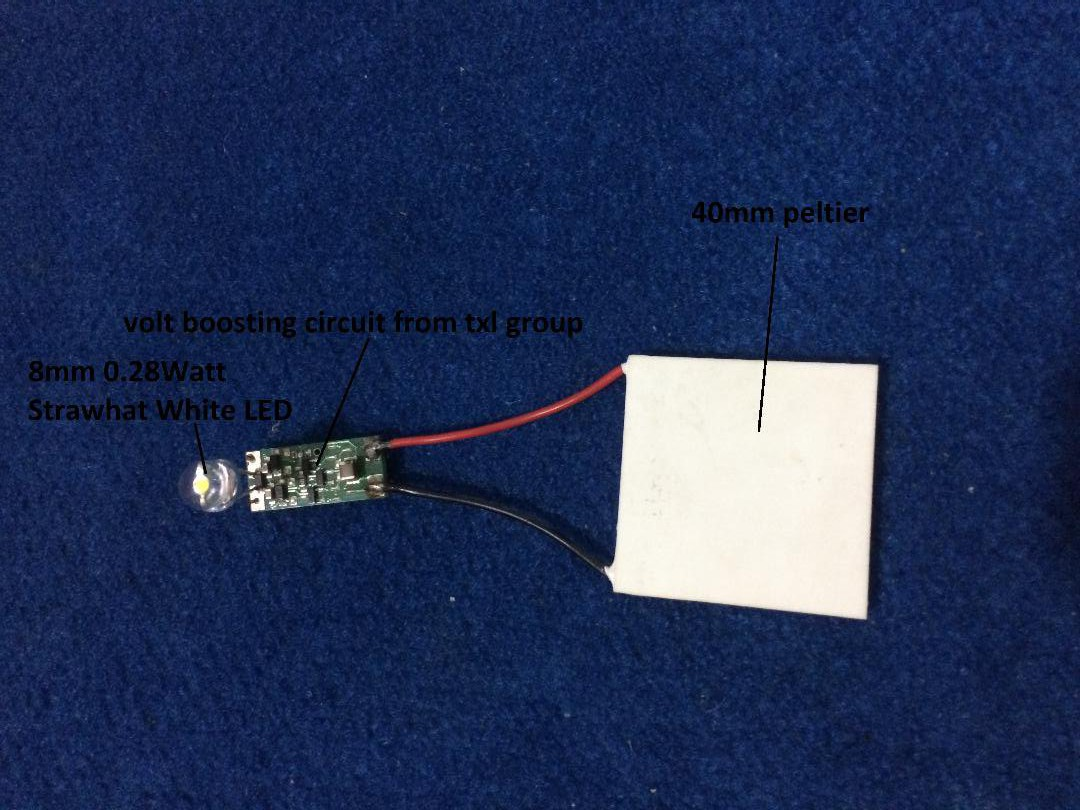 40mm peltier
volt boosting circuit from txl group
8mm 0.28Watt
Strawhat White LED